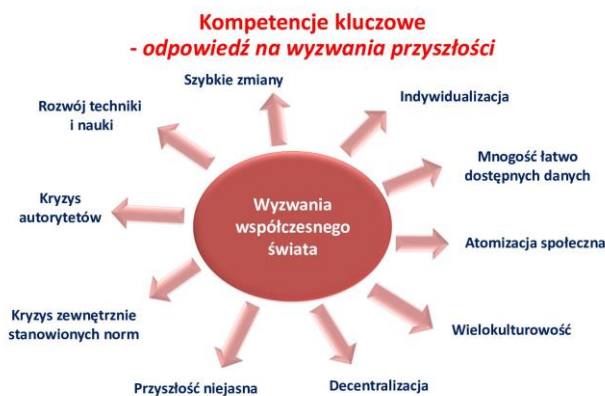 Kompetencje kluczowe
- odpowiedź na wyzwania przyszłości
Szybkie zmiany
Indywidualizacja
Rozwój techniki
i nauki
Mnogość łatwo
dostępnych danych
Wyzwania
współczesnego
świata
Kryzys
autorytetów
Atomizacja społeczna
Kryzys zewnętrznie
stanowionych norm
Wielokulturowość
Przyszłość niejasna
Decentralizacja